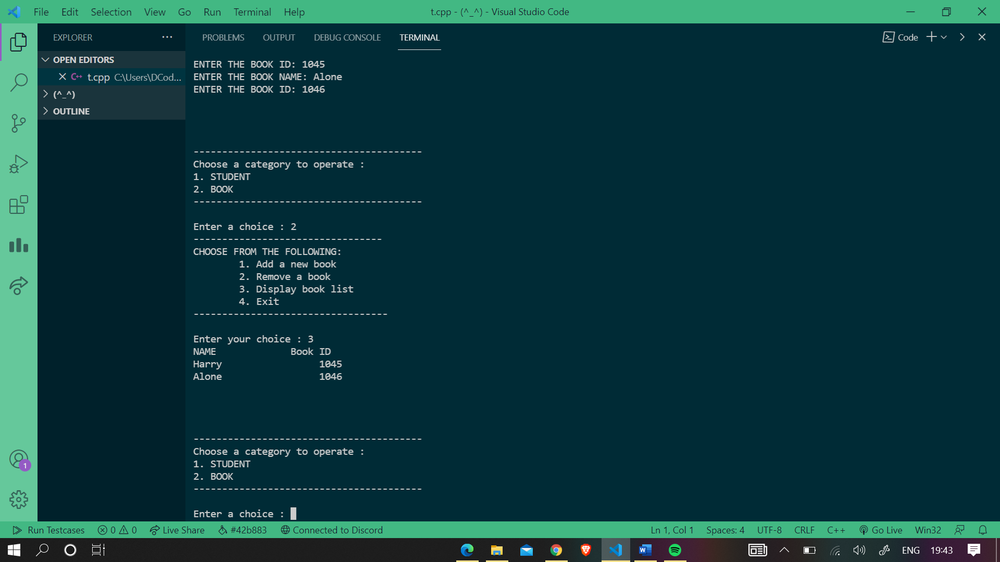 File Edit Selection View Go Run Terminal Help
t.cpp - (^_^) - Visual Studio Code
EXPLORER
OPEN EDITORS
C++ t.cpp C:\Users\DCod...
(^_^)
OUTLINE
1
PROBLEMS OUTPUT DEBUG CONSOLE TERMINAL
Code
ENTER THE BOOK ID: 1045
ENTER THE BOOK NAME: Alone
ENTER THE BOOK ID: 1046
----------------------------------------
Choose a category to operate :
1. STUDENT
2. BOOK
----------------------------------------
Enter a choice : 2
---------------------------------
CHOOSE FROM THE FOLLOWING:
1. Add a new book
2. Remove a book
3. Display book list
4. Exit
----------------------------------
Enter your choice : 3
NAME Book ID
Harry 1045
Alone 1046
----------------------------------------
Choose a category to operate :
1. STUDENT
2. BOOK
----------------------------------------
Enter a choice :
Run Testcases 0 0 Live Share #42b883 Connected to Discord
Ln 1, Col 1 Spaces: 4 UTF-8 CRLF C++ Go Live Win32
W ENG 19:43